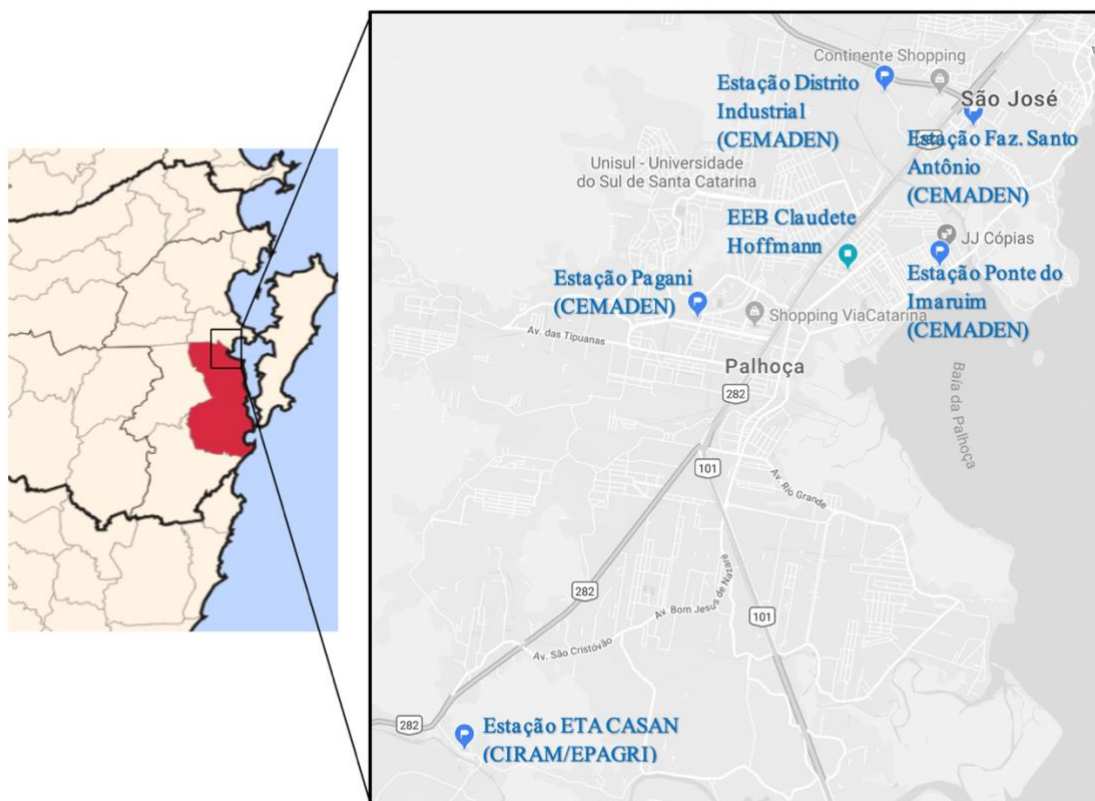 Continente Shopping
Estação Distrito
Industrial
(CEMADEN)
São José
Estação Faz. Santo
Antônio
(CEMADEN)
Unisul - Universidade
do Sul de Santa Catarina
EEB Claudete
Hoffmann
JJ Cópias
Estação Ponte do
Imaruim
(CEMADEN)
Estação Pagani
(CEMADEN)
Shopping ViaCatarina
Av. das Tipuanas
Palhoça
Baía da Palhoça
282
101
Av. Rio Grande
282
Av. Bom Jesus de Nazaré
101
Av. São Cristóvão
282
Estação ETA CASAN
(CIRAM/EPAGRI)